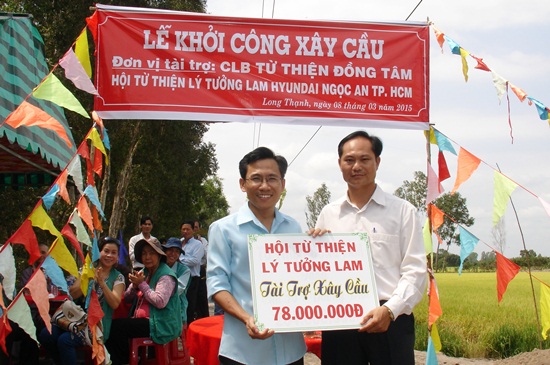 LỄ KHỞI CÔNG XÂY CẦU
Đơn vị tài trợ: CLB TỪ THIỆN ĐỒNG TÂM
HỘI TỪ THIỆN LÝ TƯỞNG LAM HYUNDAI NGỌC AN TP. HCM
Long Thạnh, ngày 08 tháng 03 năm 2015
HỘI TỪ THIỆN
LÝ TƯỞNG LAM
Tài Trợ Xây Cầu
78.000.000Đ